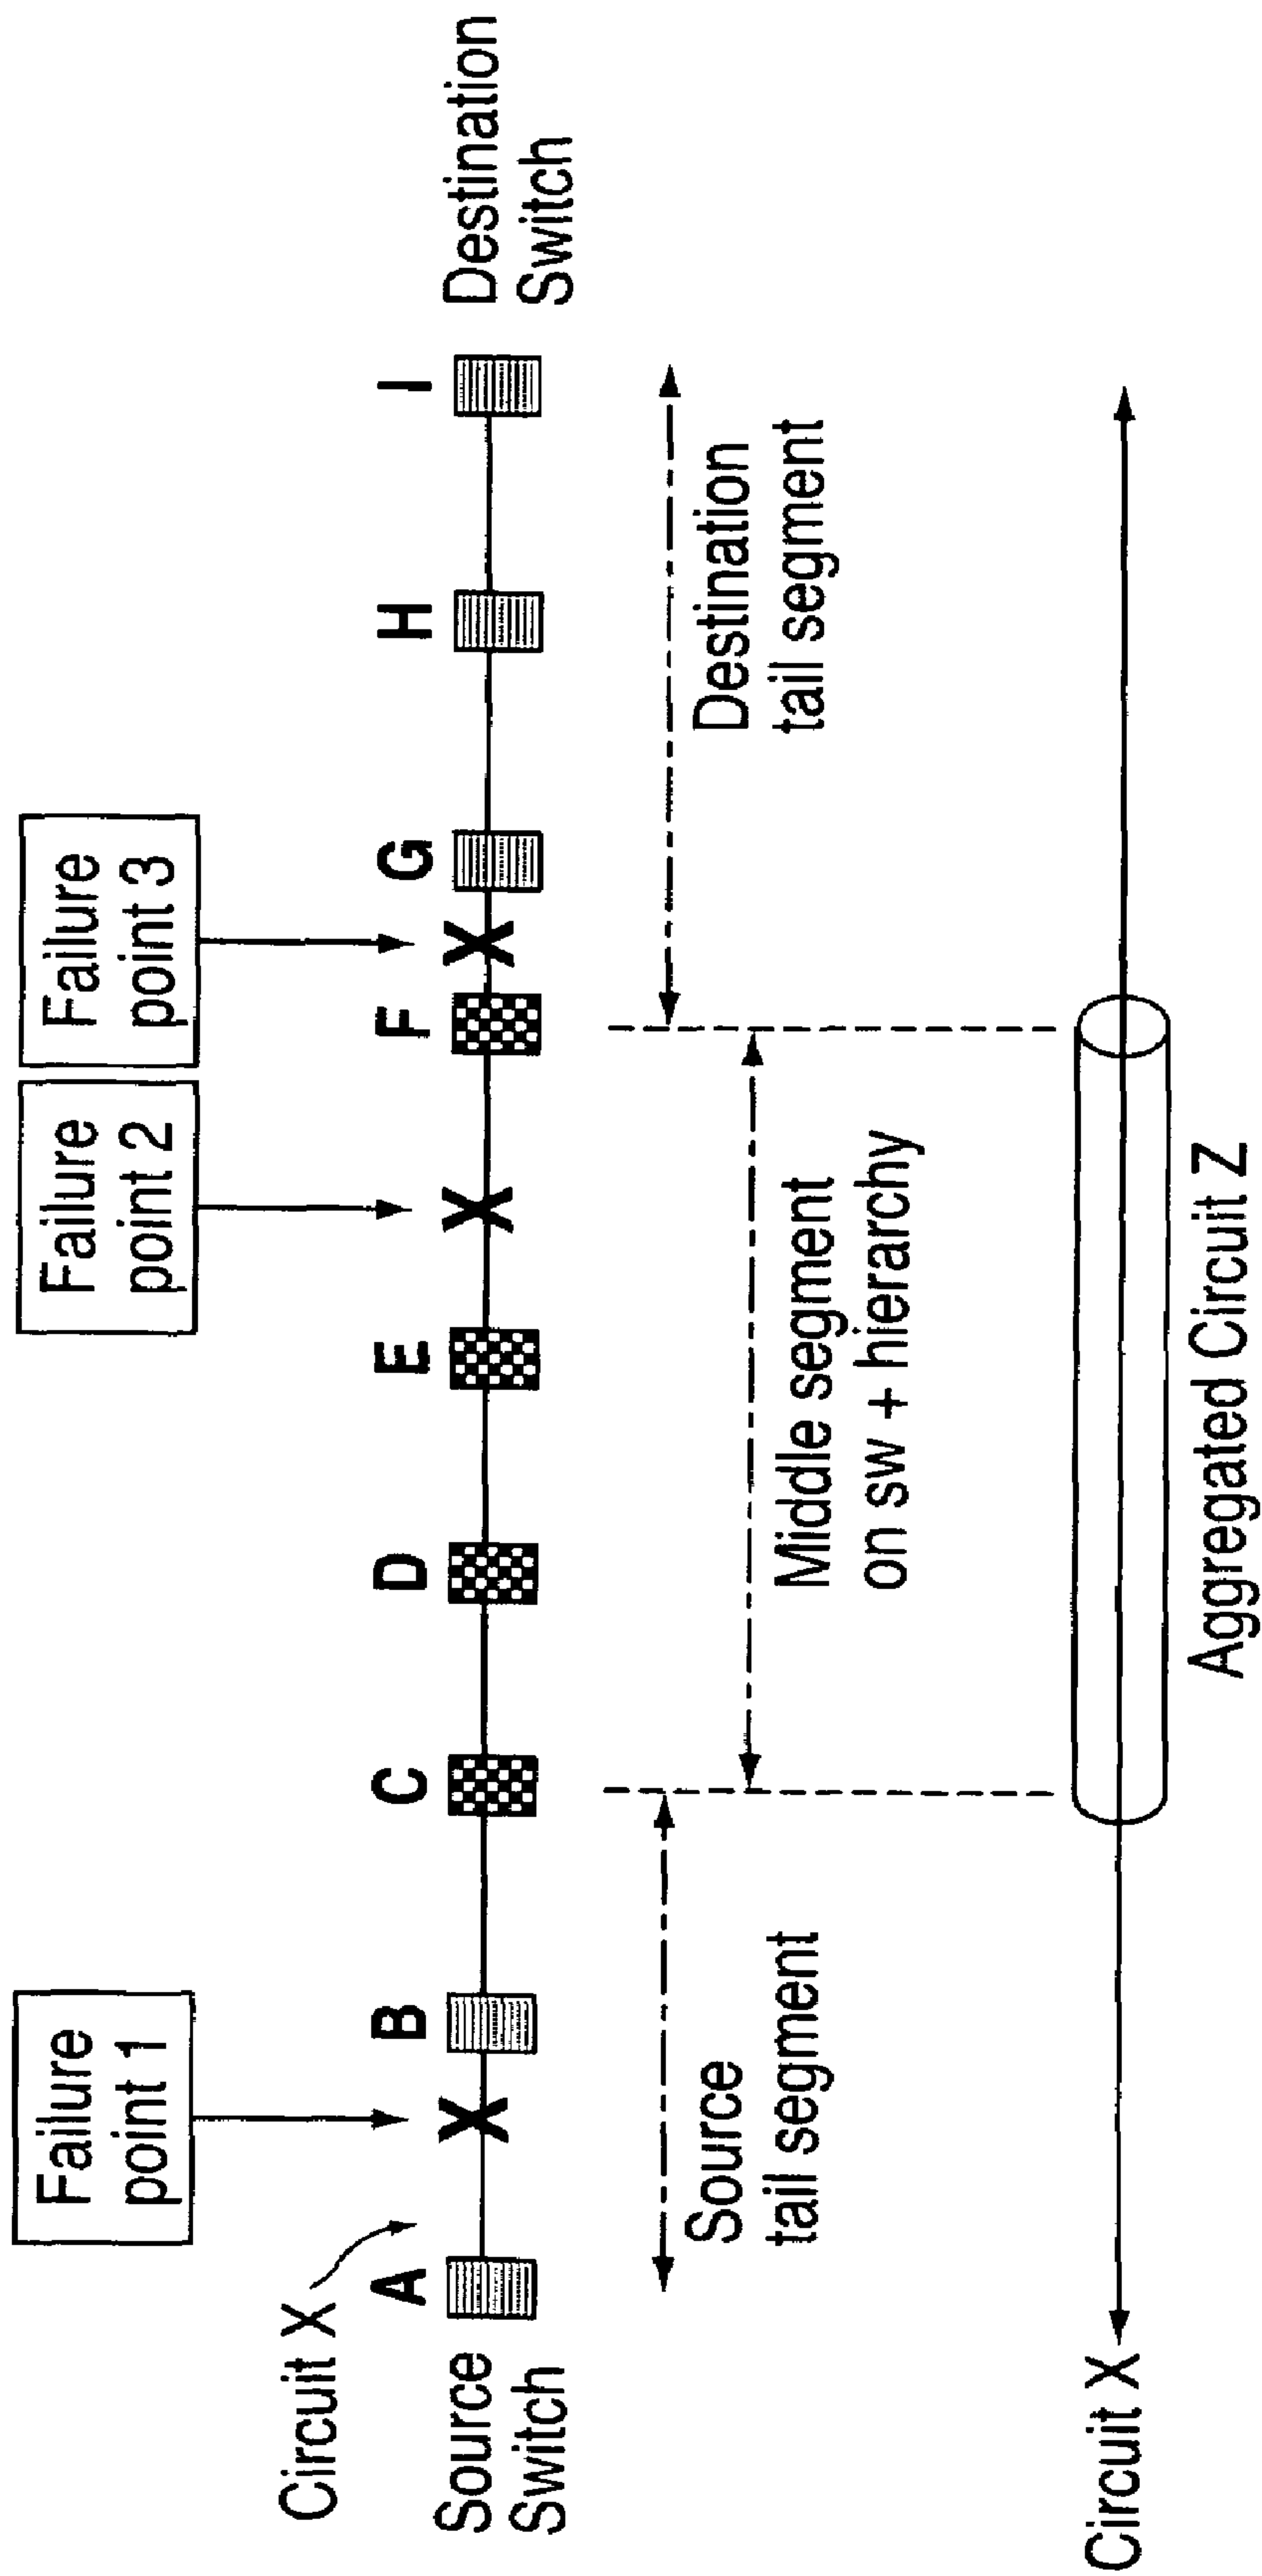 Failure
point 1
Failure
point 2
Failure
point 3
Circuit X
A
B
C
D
E
F
G
H
I
X
X
X
Source
Switch
Destination
Switch
Source
tail segment
Middle segment
on sw + hierarchy
Destination
tail segment
Circuit X
Aggregated Circuit Z